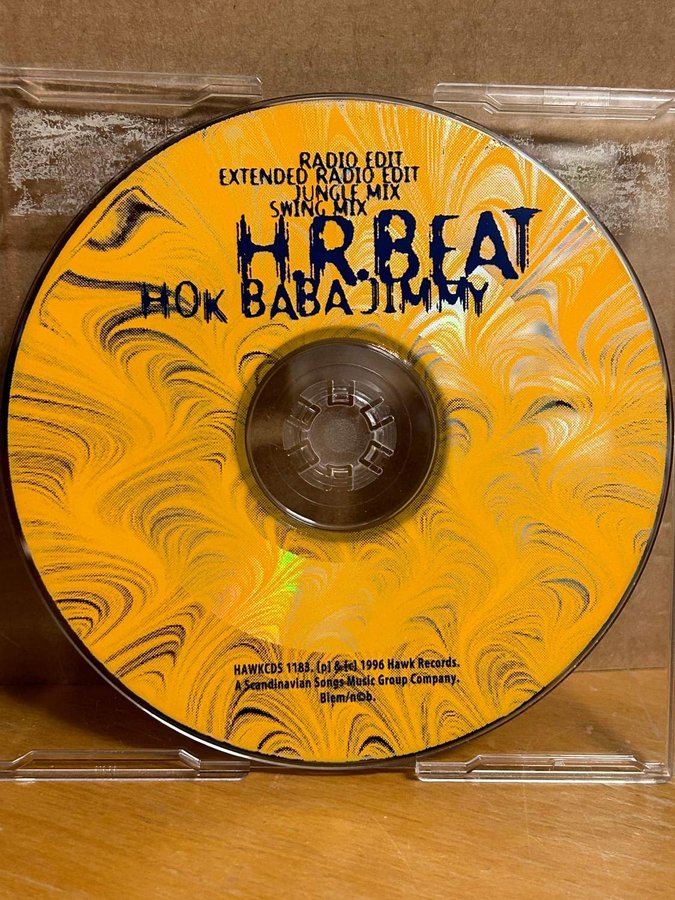 RADIO EDIT
EXTENDED RADIO EDIT
JUNGLE MIX
SWING MIX
H.R.BEAT
HOK BABA JIMMY
HAWKCDS 1183, (p) & (c) 1996 Hawk Records.
A Scandinavian Songs Music Group Company.
Biem/n©b.